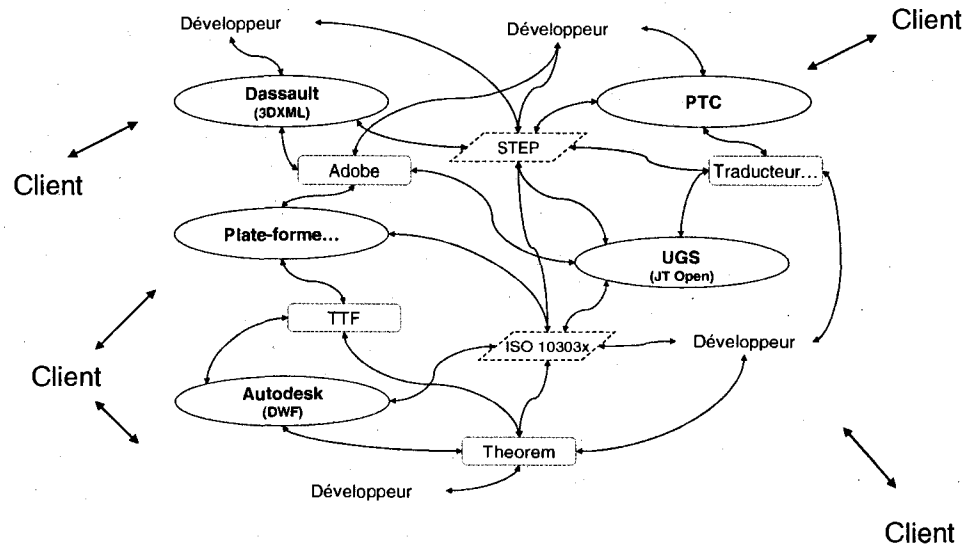 Développeur
Développeur
Client
Dassault
(3DXML)
PTC
STEP
Adobe
Traducteur...
Client
Plate-forme...
UGS
(JT Open)
TTF
ISO 10303x
Développeur
Client
Autodesk
(DWF)
Theorem
Développeur
Client